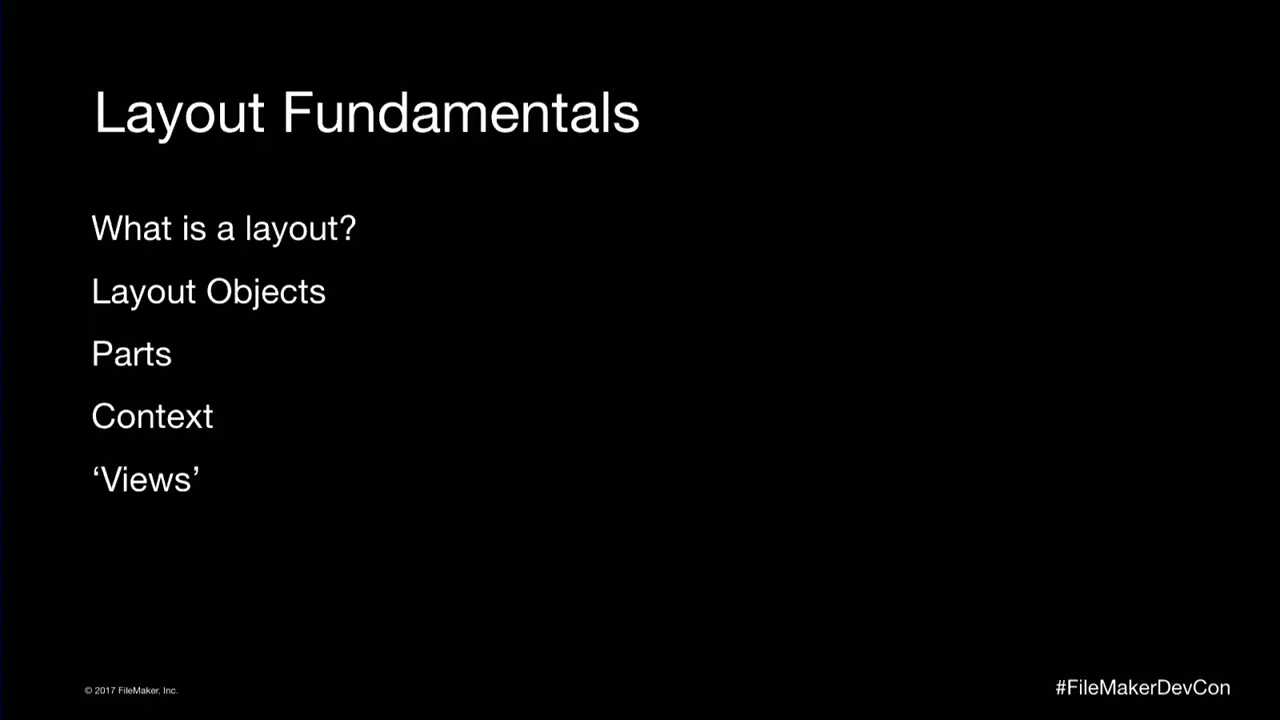 Layout Fundamentals
What is a layout?
Layout Objects
Parts
Context
‘Views’
© 2017 FileMaker, Inc.
#FileMakerDevCon